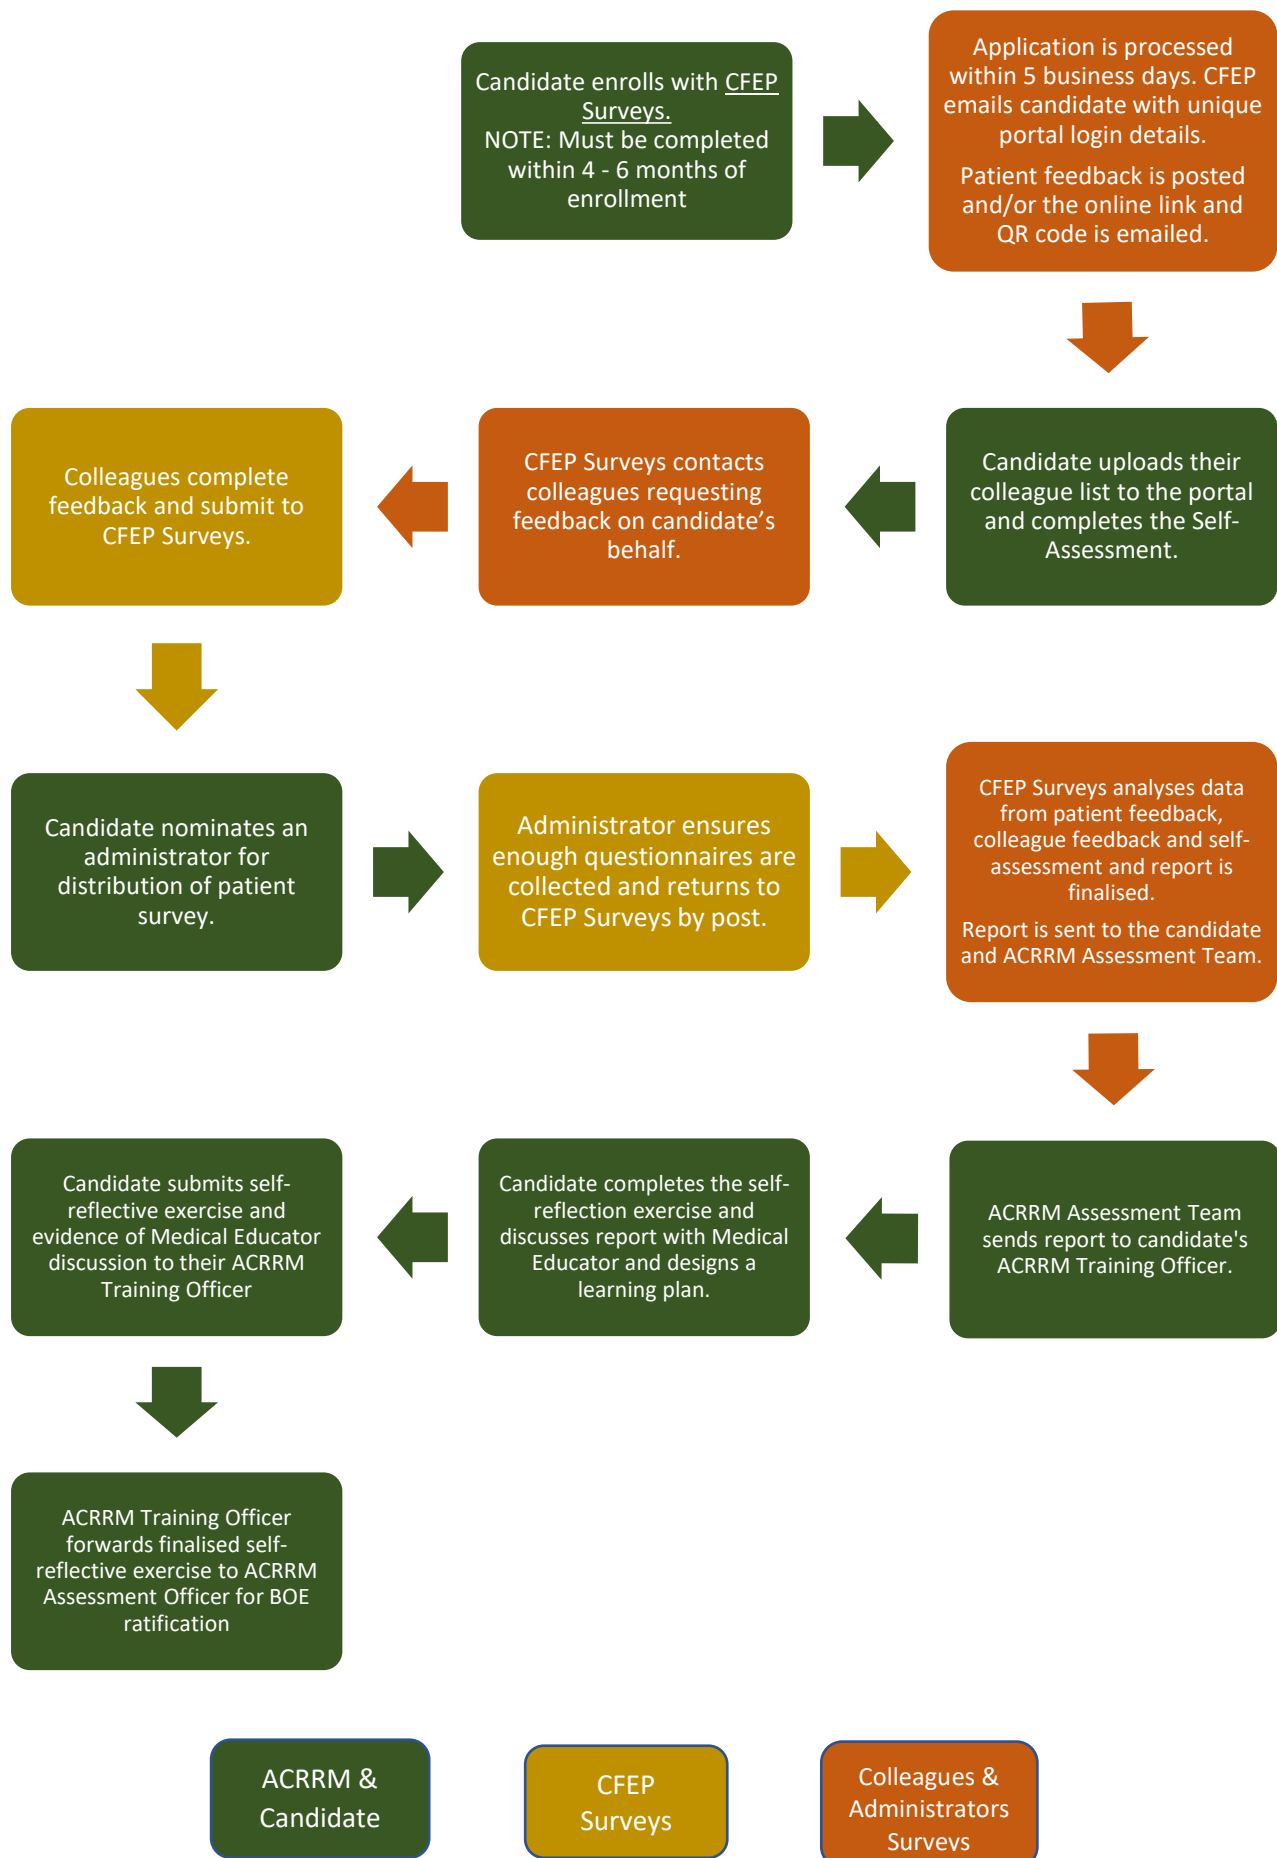 Candidate enrolls with CFEP
Surveys.
NOTE: Must be completed
within 4 - 6 months of
enrollment
Application is processed
within 5 business days. CFEP
emails candidate with unique
portal login details.
Patient feedback is posted
and/or the online link and
QR code is emailed.
Candidate uploads their
colleague list to the portal
and completes the Self-
Assessment.
CFEP Surveys contacts
colleagues requesting
feedback on candidate’s
behalf.
Colleagues complete
feedback and submit to
CFEP Surveys.
Candidate nominates an
administrator for
distribution of patient
survey.
Administrator ensures
enough questionnaires are
collected and returns to
CFEP Surveys by post.
CFEP Surveys analyses data
from patient feedback,
colleague feedback and self-
assessment and report is
finalised.
Report is sent to the candidate
and ACRRM Assessment Team.
ACRRM Assessment Team
sends report to candidate's
ACRRM Training Officer.
Candidate completes the self-
reflection exercise and
discusses report with Medical
Educator and designs a
learning plan.
Candidate submits self-
reflective exercise and
evidence of Medical Educator
discussion to their ACRRM
Training Officer
ACRRM Training Officer
forwards finalised self-
reflective exercise to ACRRM
Assessment Officer for BOE
ratification
ACRRM &
Candidate
CFEP
Surveys
Colleagues &
Administrators
Surveys